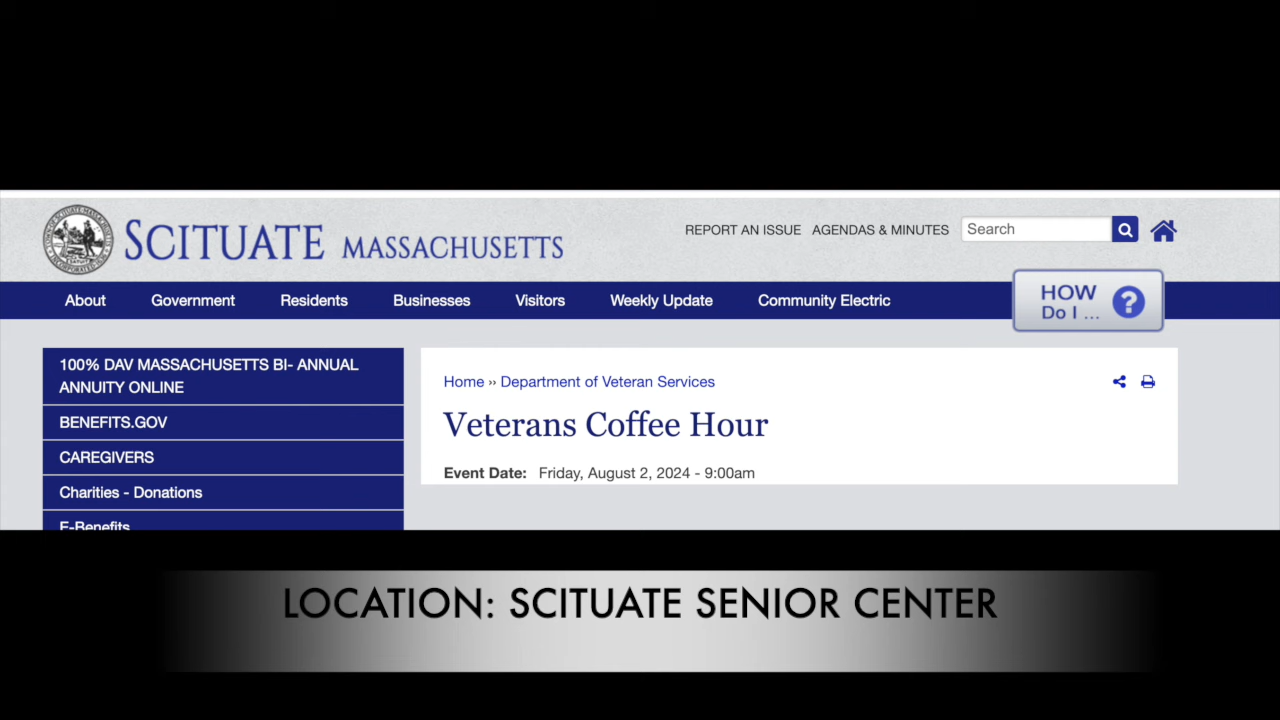 SCITUATE MASSACHUSETTS
REPORT AN ISSUE AGENDAS & MINUTES Search
About Government Residents Businesses Visitors Weekly Update Community Electric
HOW
Do I ...
?
100% DAV MASSACHUSETTS BI- ANNUAL
ANNUITY ONLINE
BENEFITS.GOV
CAREGIVERS
Charities - Donations
E-Benefits
Home ›› Department of Veteran Services
Veterans Coffee Hour
Event Date: Friday, August 2, 2024 - 9:00am
LOCATION: SCITUATE SENIOR CENTER